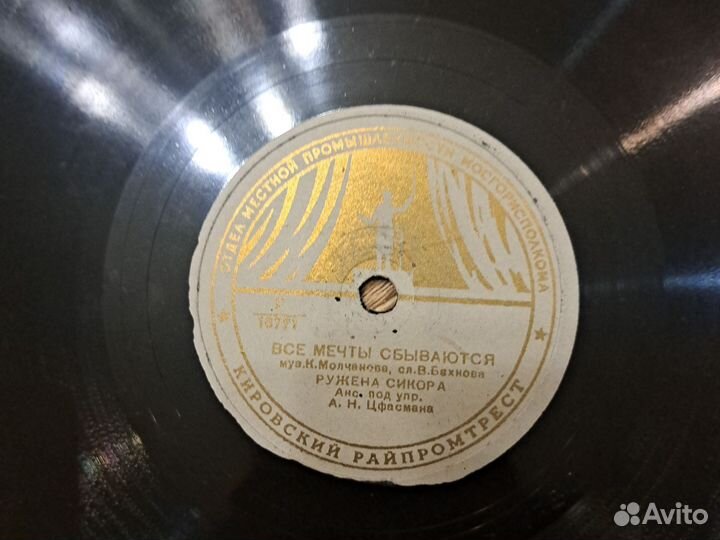 ОТДЕЛ МЕСТНОЙ ПРОМЫШЛЕННОСТИ МОСГОРИСПОЛКОМА
ВСЕ МЕЧТЫ СБЫВАЮТСЯ
муз.К.Молчанова, сл.В.Бахнова
РУЖЕНА СИКОРА
Анс. под упр.
А. Н. Цфасмана
КИРОВСКИЙ РАЙПРОМТРЕСТ
Avito